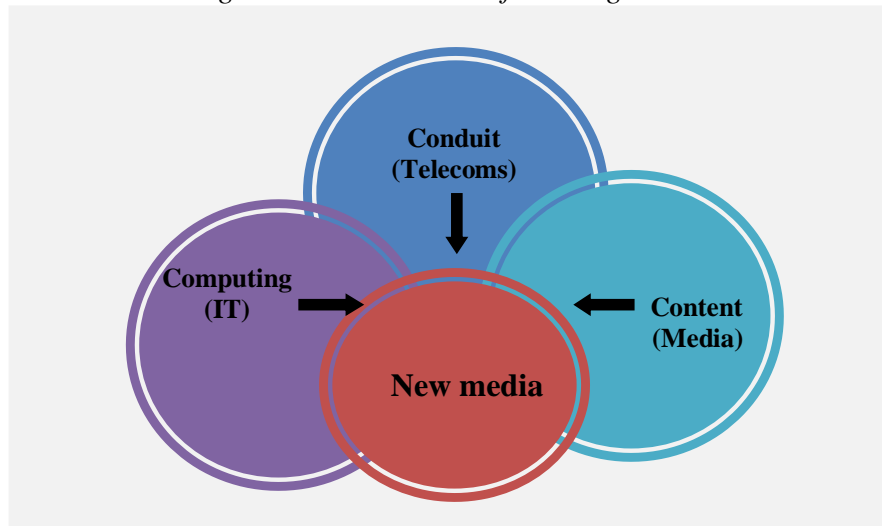 Conduit
(Telecoms)
Computing
(IT)
Content
(Media)
New media